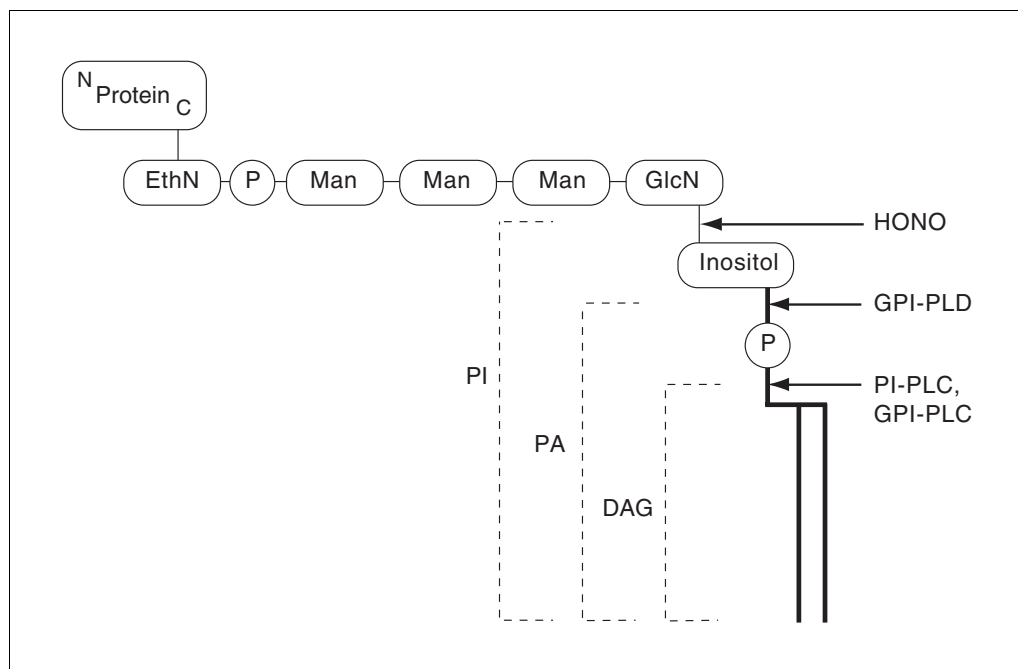 N Protein C
EthN P Man Man Man GlcN
HONO
Inositol
GPI-PLD
P
PI
PI-PLC,
GPI-PLC
PA
DAG